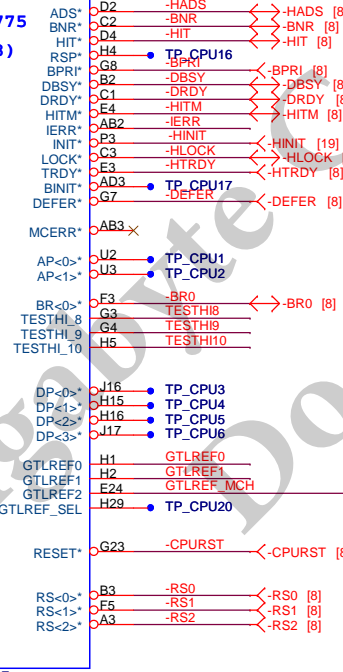 775
ADS* D2 -HADS -HADS [8
BNR* C2 -BNR -BNR [8]
HIT* D4 -HIT -HIT [8]
)
RSP* H4 TP_CPU16
BPRI* G8 -BPRI -BPRI [8]
DBSY* B2 -DBSY -DBSY [8]
DRDY* C1 -DRDY -DRDY [8]
HITM* E4 -HITM -HITM [8]
IERR* AB2 -IERR
INIT* P3 -HINIT -HINIT [19]
LOCK* C3 -HLOCK -HLOCK
TRDY* E3 -HTRDY -HTRDY [8]
BINIT* AD3 TP_CPU17
DEFER* G7 -DEFER -DEFER [8]
MCERR* AB3
AP<0>* U2 TP_CPU1
AP<1>* U3 TP_CPU2
BR<0>* F3 -BR0 -BR0 [8]
TESTHI_8 G3 TESTHI8
TESTHI_9 G4 TESTHI9
TESTHI_10 H5 TESTHI10
DP<0>* J16 TP_CPU3
DP<1>* H15 TP_CPU4
DP<2>* H16 TP_CPU5
DP<3>* J17 TP_CPU6
GTLREF0 H1 GTLREF0
GTLREF1 H2 GTLREF1
GTLREF2 E24 GTLREF_MCH
GTLREF_SEL H29 TP_CPU20
RESET* G23 -CPURST -CPURST [8
RS<0>* B3 -RS0 -RS0 [8]
RS<1>* F5 -RS1 -RS1 [8]
RS<2>* A3 -RS2 -RS2 [8]